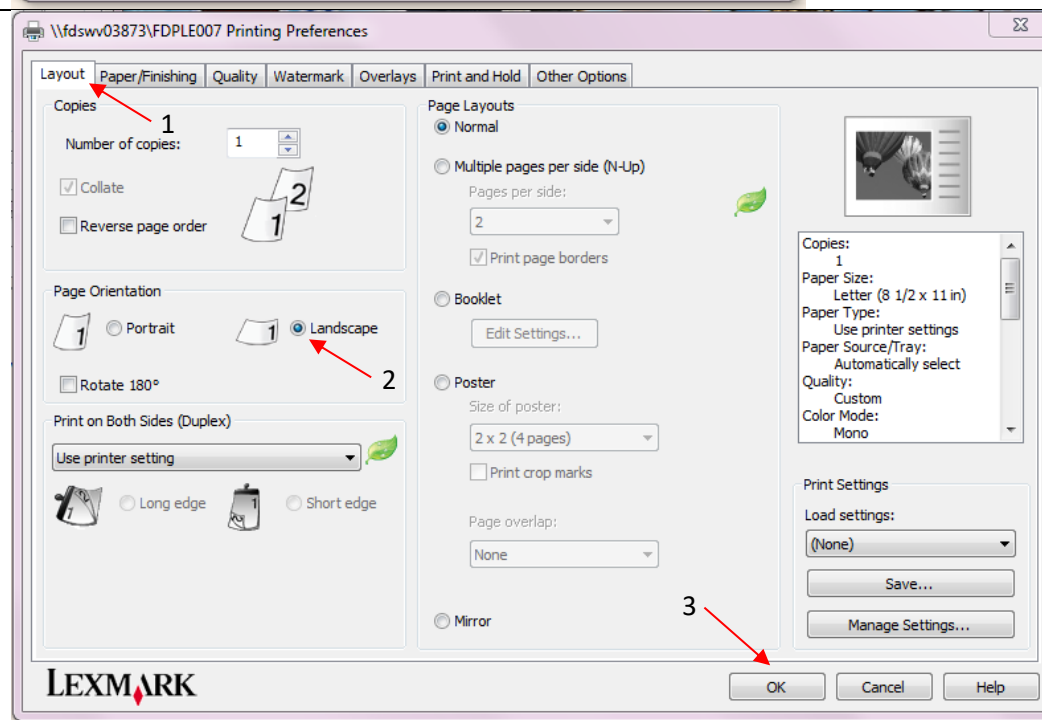 \\fdswv03873\FDPLE007 Printing Preferences
Layout Paper/Finishing Quality Watermark Overlays Print and Hold Other Options
1
Copies
Number of copies: 1
Collate
Reverse page order
1 2
Page Orientation
1 Portrait 1 Landscape
2
Rotate 180°
Print on Both Sides (Duplex)
Use printer setting
Long edge Short edge
Page Layouts
Normal
Multiple pages per side (N-Up)
Pages per side:
2
Print page borders
Booklet
Edit Settings...
Poster
Size of poster:
2 x 2 (4 pages)
Print crop marks
Page overlap:
None
Mirror
Copies:
1
Paper Size:
Letter (8 1/2 x 11 in)
Paper Type:
Use printer settings
Paper Source/Tray:
Automatically select
Quality:
Custom
Color Mode:
Mono
Print Settings
Load settings:
(None)
Save...
Manage Settings...
3
LEXMARK
OK Cancel Help